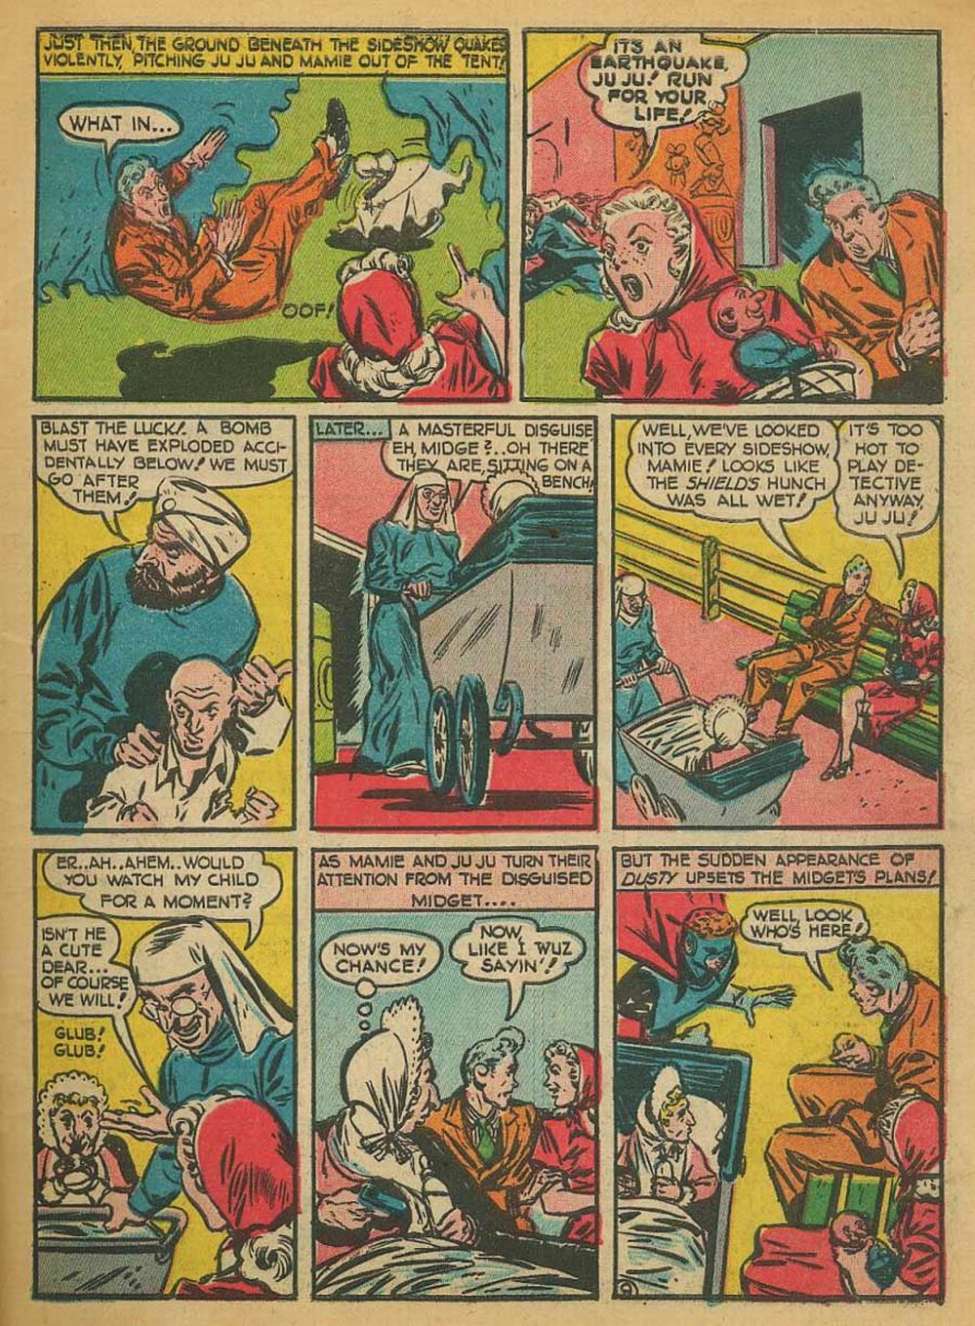 JUST THEN, THE GROUND BENEATH THE SIDESHOW QUAKES
VIOLENTLY, PITCHING JU JU AND MAMIE OUT OF THE TENT!
WHAT IN...
OOF!
IT'S AN
EARTHQUAKE,
JU JU! RUN
FOR YOUR
LIFE!
BLAST THE LUCK! A BOMB
MUST HAVE EXPLODED ACCI-
DENTALLY BELOW! WE MUST
GO AFTER
THEM!
LATER...
A MASTERFUL DISGUISE
EH, MIDGE?..OH THERE
THEY ARE, SITTING ON A
BENCH!
WELL, WE'VE LOOKED
INTO EVERY SIDESHOW,
MAMIE! LOOKS LIKE
THE SHIELDS HUNCH
WAS ALL WET!
IT'S TOO
HOT TO
PLAY DE-
TECTIVE
ANYWAY,
JU JU!
ER..AH..AHEM..WOULD
YOU WATCH MY CHILD
FOR A MOMENT?
ISN'T HE
A CUTE
DEAR...
OF COURSE
WE WILL!
GLUB!
GLUB!
AS MAMIE AND JU JU TURN THEIR
ATTENTION FROM THE DISGUISED
MIDGET....
NOW'S MY
CHANCE!
NOW,
LIKE I WUZ
SAYIN'!
BUT THE SUDDEN APPEARANCE OF
DUSTY UPSETS THE MIDGET'S PLANS!
WELL, LOOK
WHO'S HERE!
9